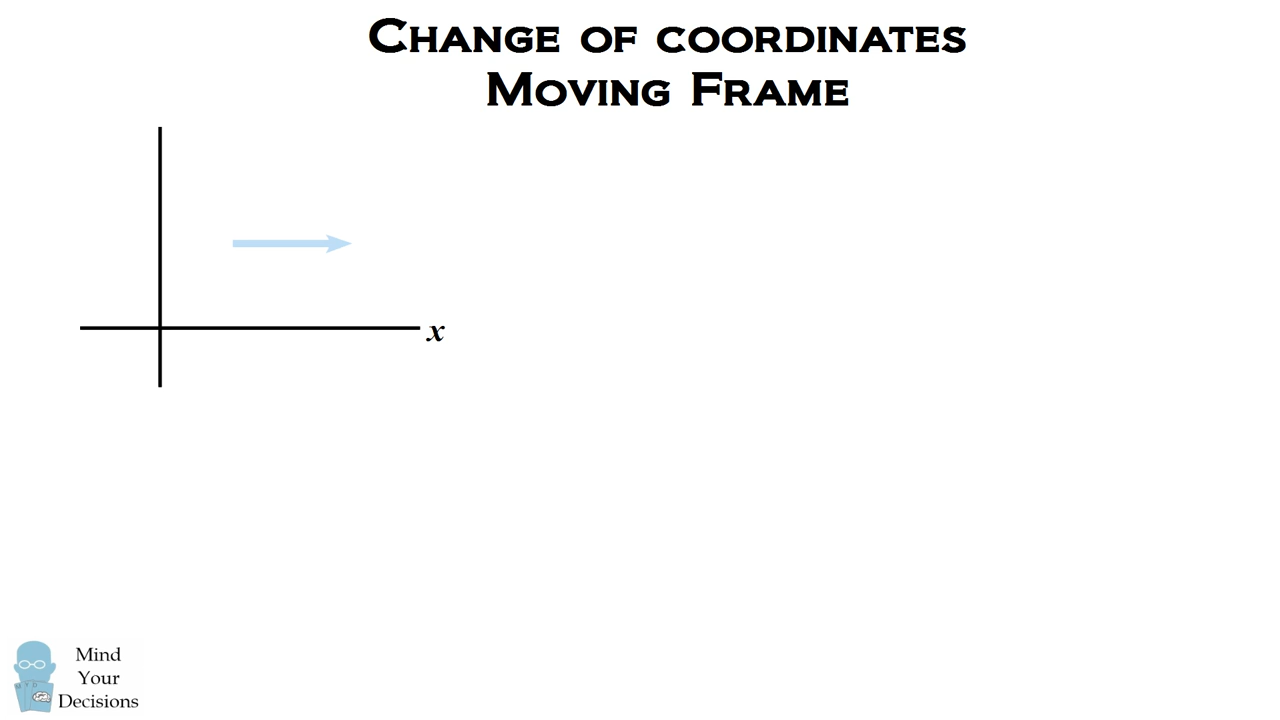 Change of coordinates
Moving Frame
x
Mind
Your
Decisions